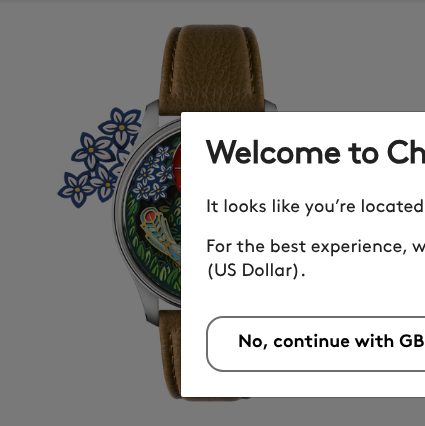 Welcome to Ch
It looks like you’re located
For the best experience, w
(US Dollar).
No, continue with GB